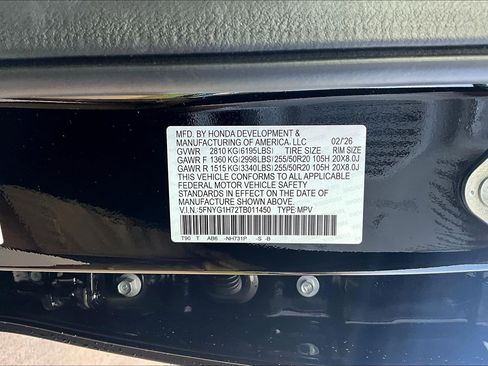 MFD. BY HONDA DEVELOPMENT &
MANUFACTURING OF AMERICA, LLC 02/'26
GVWR 2810 KG(6195LBS) TIRE SIZE RIM SIZE
GAWR F 1360 KG(2998LBS) 255/50R20 105H 20X8.0J
GAWR R 1515 KG(3340LBS) 255/50R20 105H 20X8.0J
THIS VEHICLE CONFORMS TO ALL APPLICABLE
FEDERAL MOTOR VEHICLE SAFETY
STANDARDS IN EFFECT ON THE DATE OF
MANUFACTURE SHOWN ABOVE.
V.I.N.:5FNYG1H72TB011450 TYPE:MPV
T90 T AB6 -NH731P -S -B